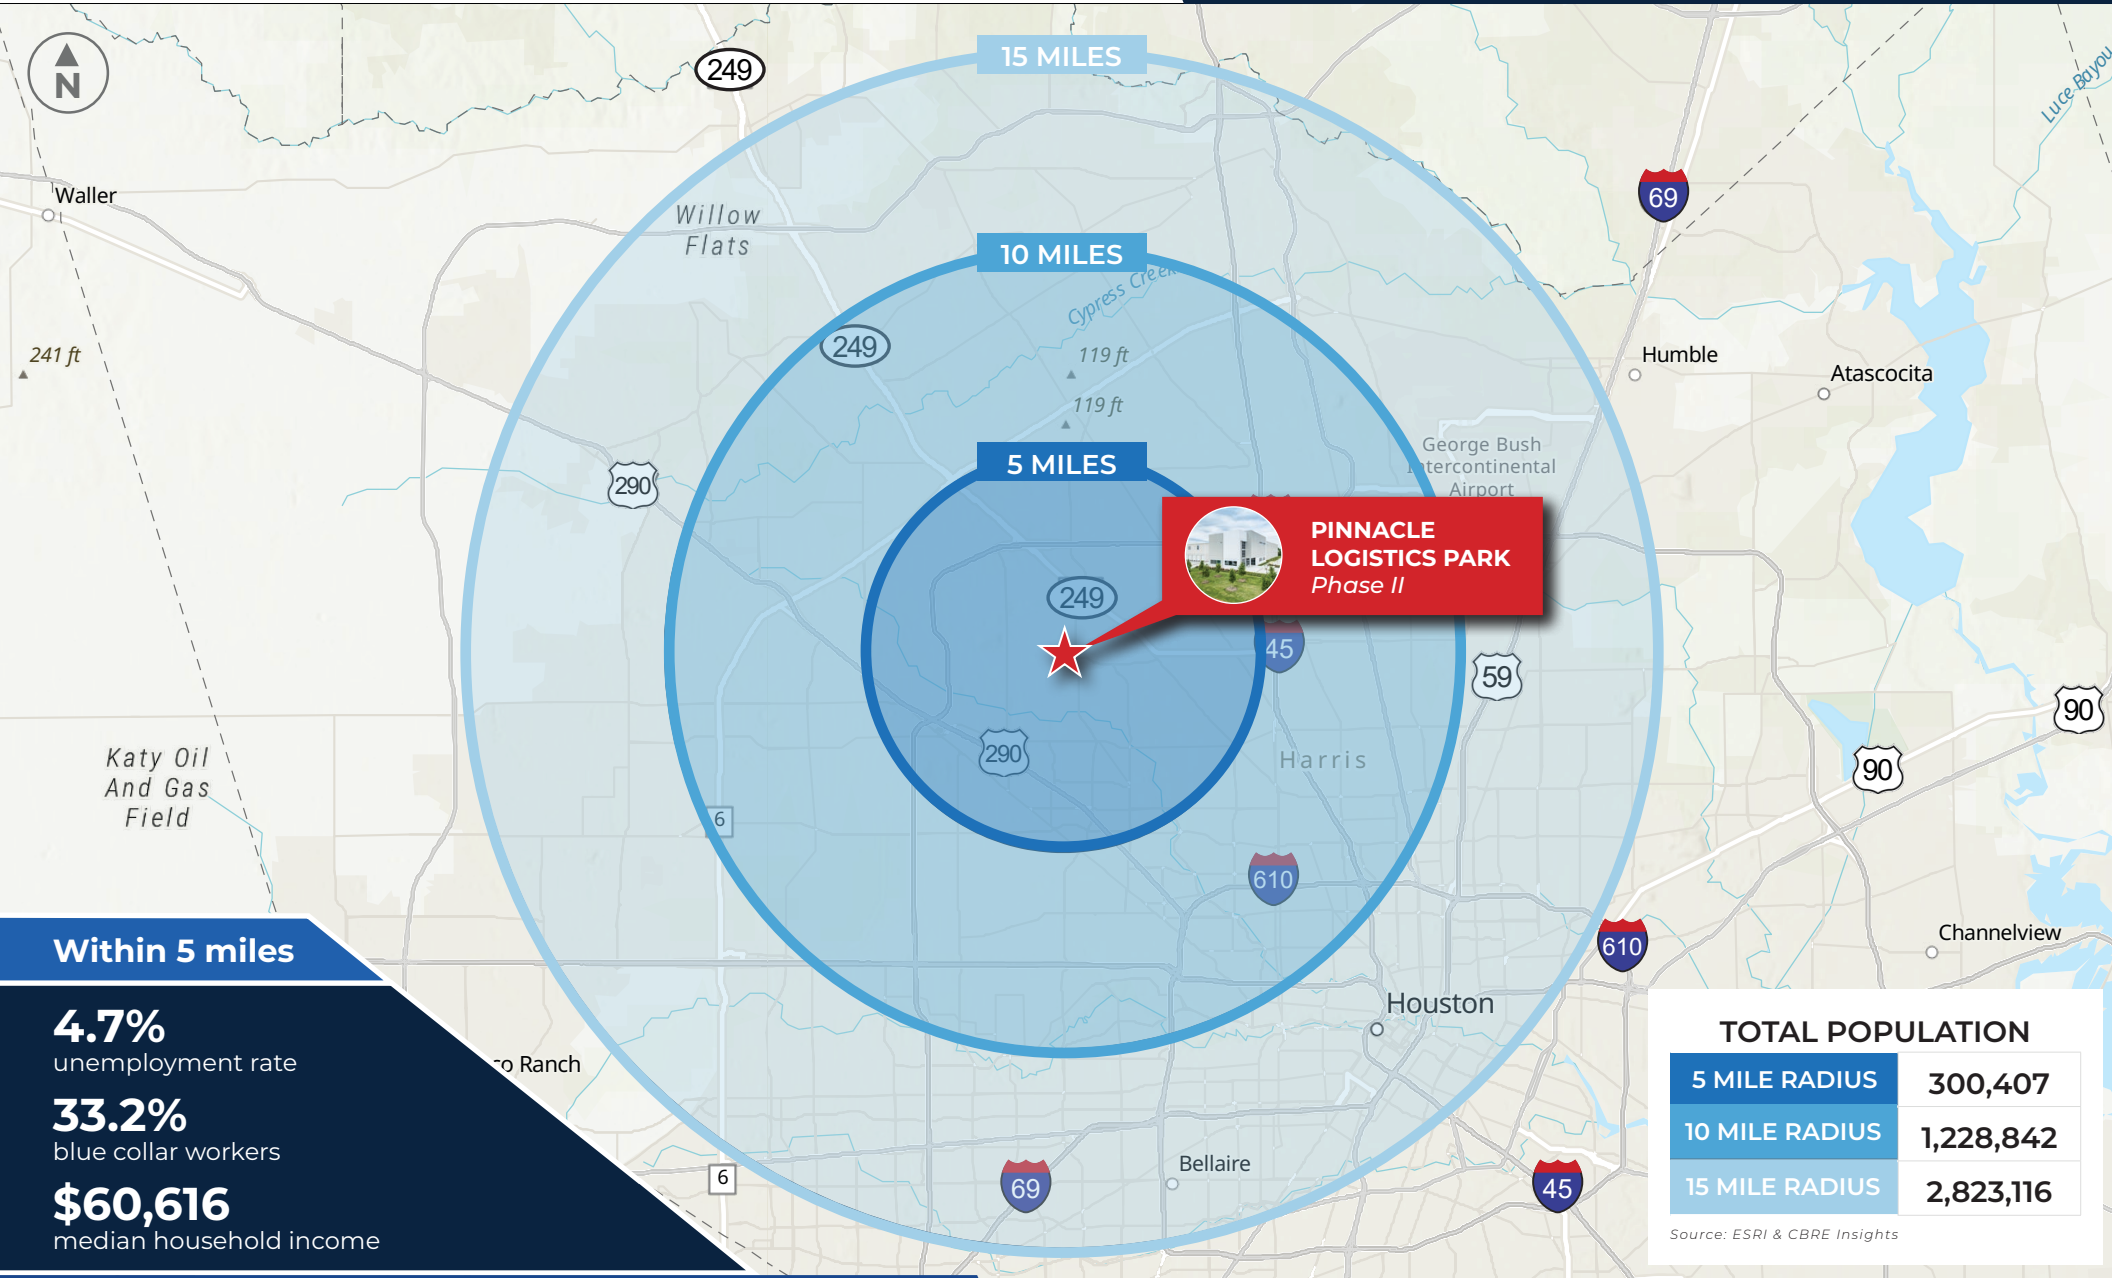 N
249
15 MILES
Luce Bayou
69
Waller
Willow
Flats
10 MILES
Cypress Creek
249
241 ft
119 ft
Humble
Atascocita
119 ft
George Bush
Intercontinental
Airport
5 MILES
290
PINNACLE
LOGISTICS PARK
Phase II
249
45
59
90
Katy Oil
And Gas
Field
290
Harris
90
6
610
610
Channelview
Within 5 miles
Houston
4.7%
unemployment rate
co Ranch
33.2%
blue collar workers
$60,616
median household income
6
69
Bellaire
45
TOTAL POPULATION
5 MILE RADIUS 300,407
10 MILE RADIUS 1,228,842
15 MILE RADIUS 2,823,116
Source: ESRI & CBRE Insights